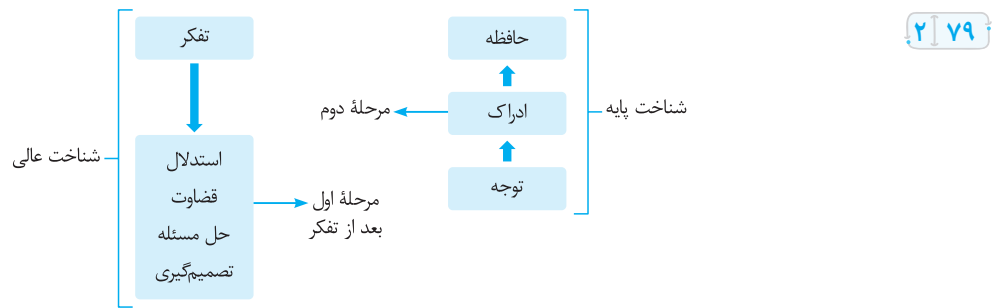 ۷۹ ۲
حافظه
ادراک
توجه
شناخت پایه
مرحلهٔ دوم
تفکر
استدلال
قضاوت
حل مسئله
تصمیم‌گیری
مرحلهٔ اول
بعد از تفکر
شناخت عالی